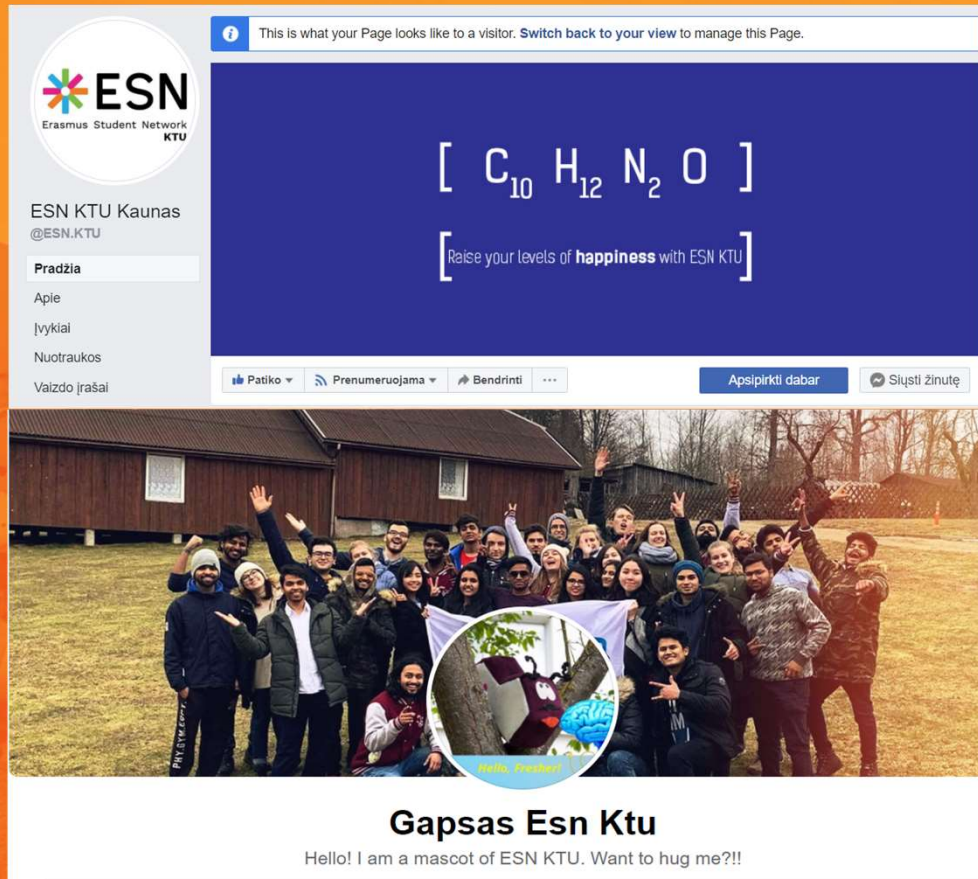 This is what your Page looks like to a visitor. Switch back to your view to manage this Page.
ESN
Erasmus Student Network
KTU
ESN KTU Kaunas
@ESN.KTU
Pradžia
Apie
Įvykiai
Nuotraukos
Vaizdo įrašai
[ C₁₀ H₁₂ N₂ O ]
[Raise your levels of happiness with ESN KTU]
Patiko
Prenumeruojama
Bendrinti
...
Apsipirkti dabar
Siųsti žinutę
PHY.GYM.ESSE
Hello, Fresher!
Gapsas Esn Ktu
Hello! I am a mascot of ESN KTU. Want to hug me?!!